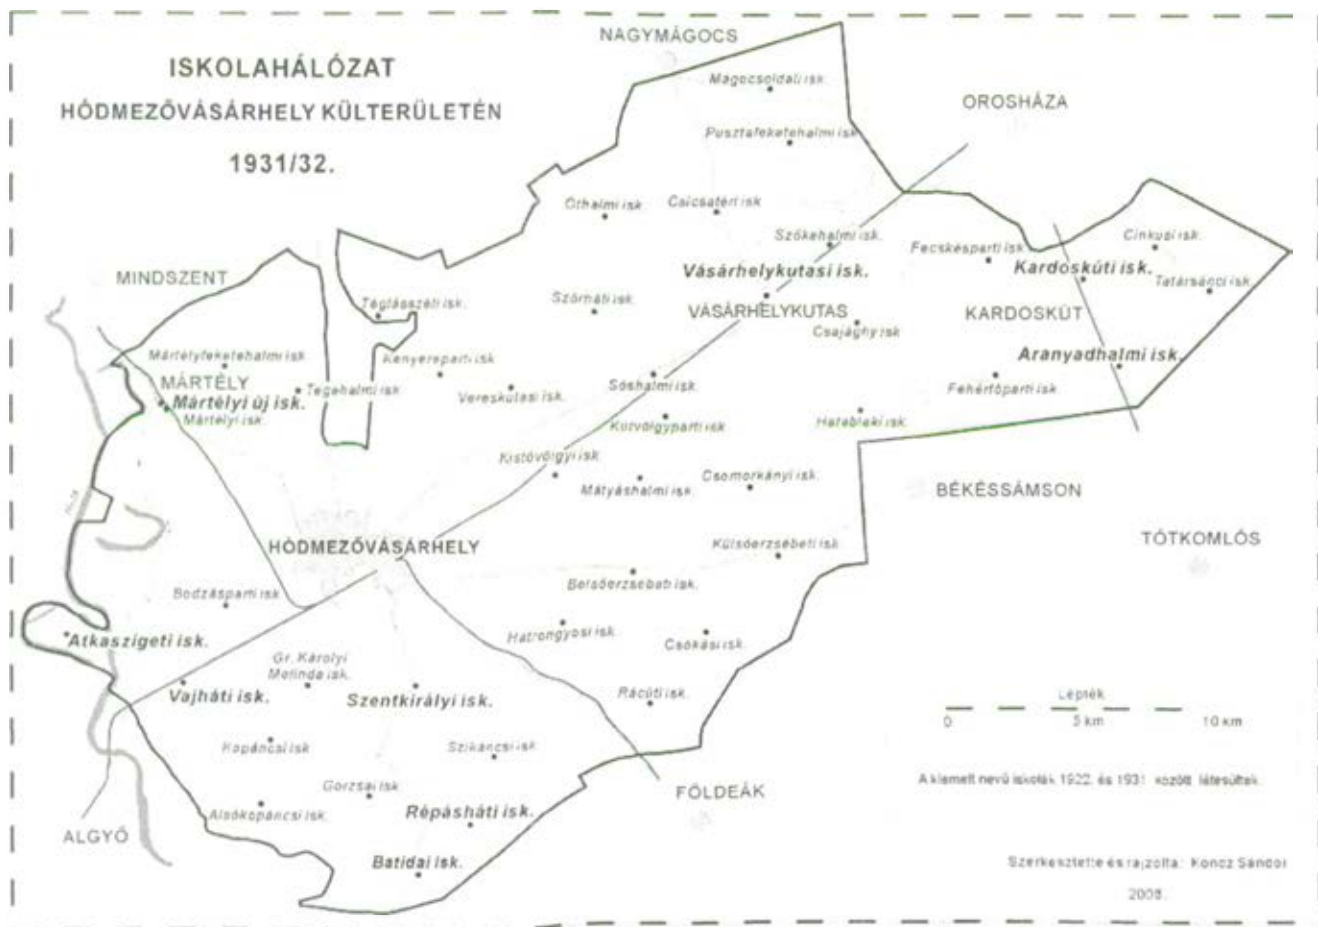 NAGYMÁGOCS
ISKOLAHÁLÓZAT
HÓDMEZŐVÁSÁRHELY KÜLTERÜLETÉN
1931/32.
Magocsoldali isk.
OROSHÁZA
Pusztafeketehalmi isk.
Óthalmi isk.
Csicsatéri isk.
Szőkehalmi isk.
Fecskésparti isk.
Cinkusi isk.
Vásárhelykutasi isk.
Kardoskúti isk.
Tatársánci isk.
MINDSZENT
Téglásszéli isk.
Szőrháti isk.
VÁSÁRHELYKUTAS
KARDOSKÚT
Csajághy isk.
Mártélyfeketehalmi isk.
Kenyereparti isk.
Aranyadhalmi isk.
MÁRTÉLY
Tegehalmi isk.
Vereskutasi isk.
Sóshalmi isk.
Fehértóparti isk.
Mártélyi új isk.
Mártélyi isk.
Kútvölgyparti isk.
Hatablaki isk.
Kistóvölgyi isk.
Mátyáshalmi isk.
Csomorkányi isk.
BÉKÉSSÁMSON
TÓTKOMLÓS
HÓDMEZŐVÁSÁRHELY
Külsőerzsébeti isk.
Belsőerzsébeti isk.
Bodzásparti isk.
Atkaszigeti isk.
Hatrongyosi isk.
Csókási isk.
Gr. Károlyi
Melinda isk.
Vajháti isk.
Szentkirályi isk.
Rácúti isk.
Lépték
0 5 km 10 km
Kopáncsi isk.
Szikáncsi isk.
A kiemelt nevű iskolák 1922. és 1931. között létesültek.
Gorzsai isk.
FÖLDEÁK
Alsókopáncsi isk.
Répásháti isk.
ALGYŐ
Batidai isk.
Szerkesztette és rajzolta: Koncz Sándor
2008.